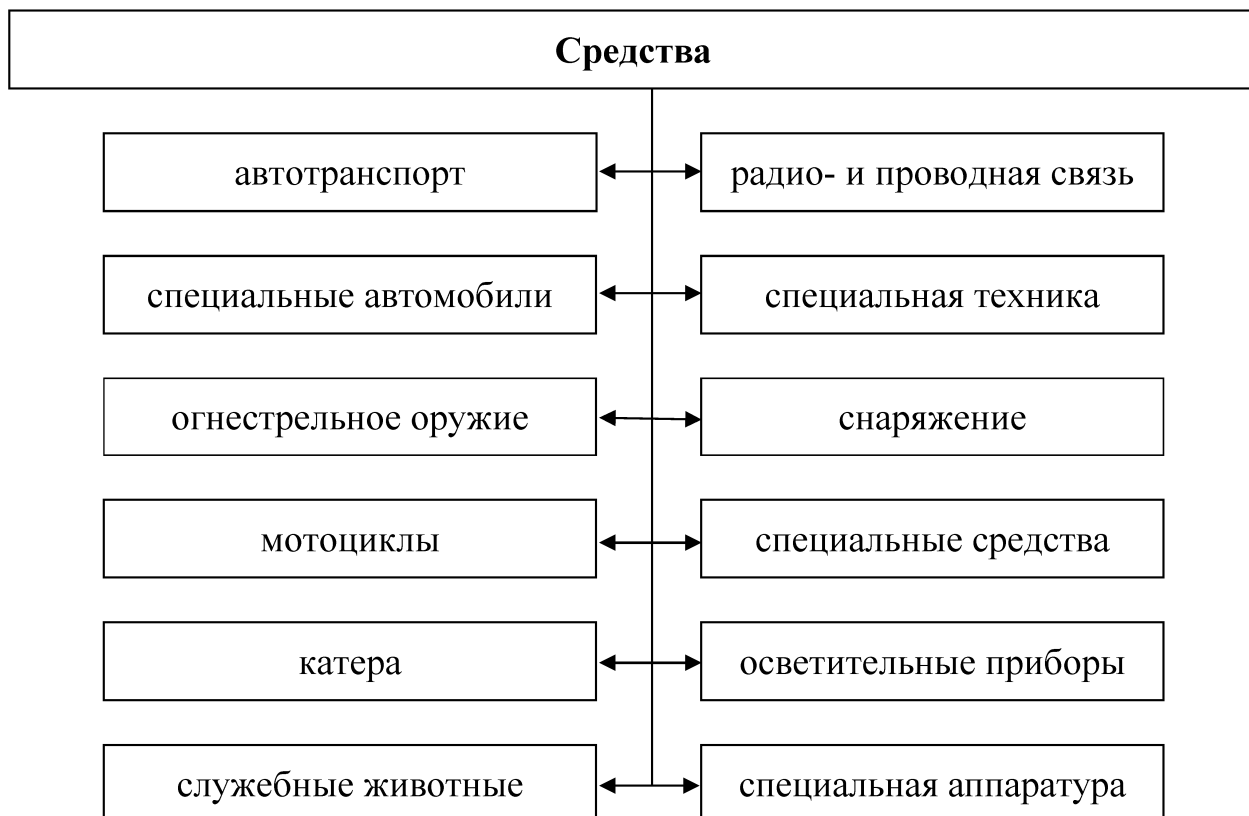 Средства
автотранспорт
радио- и проводная связь
специальные автомобили
специальная техника
огнестрельное оружие
снаряжение
мотоциклы
специальные средства
катера
осветительные приборы
служебные животные
специальная аппаратура